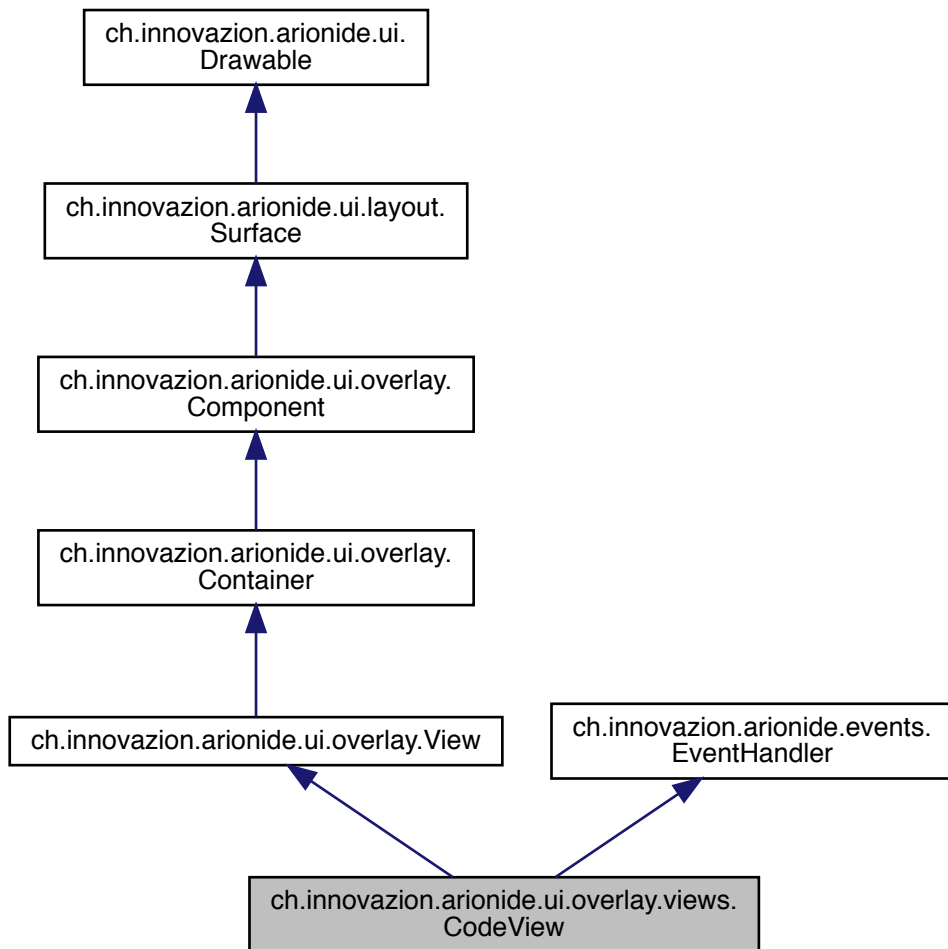 ch.innovazion.arionide.ui.
Drawable
ch.innovazion.arionide.ui.layout.
Surface
ch.innovazion.arionide.ui.overlay.
Component
ch.innovazion.arionide.ui.overlay.
Container
ch.innovazion.arionide.ui.overlay.View
ch.innovazion.arionide.events.
EventHandler
ch.innovazion.arionide.ui.overlay.views.
CodeView